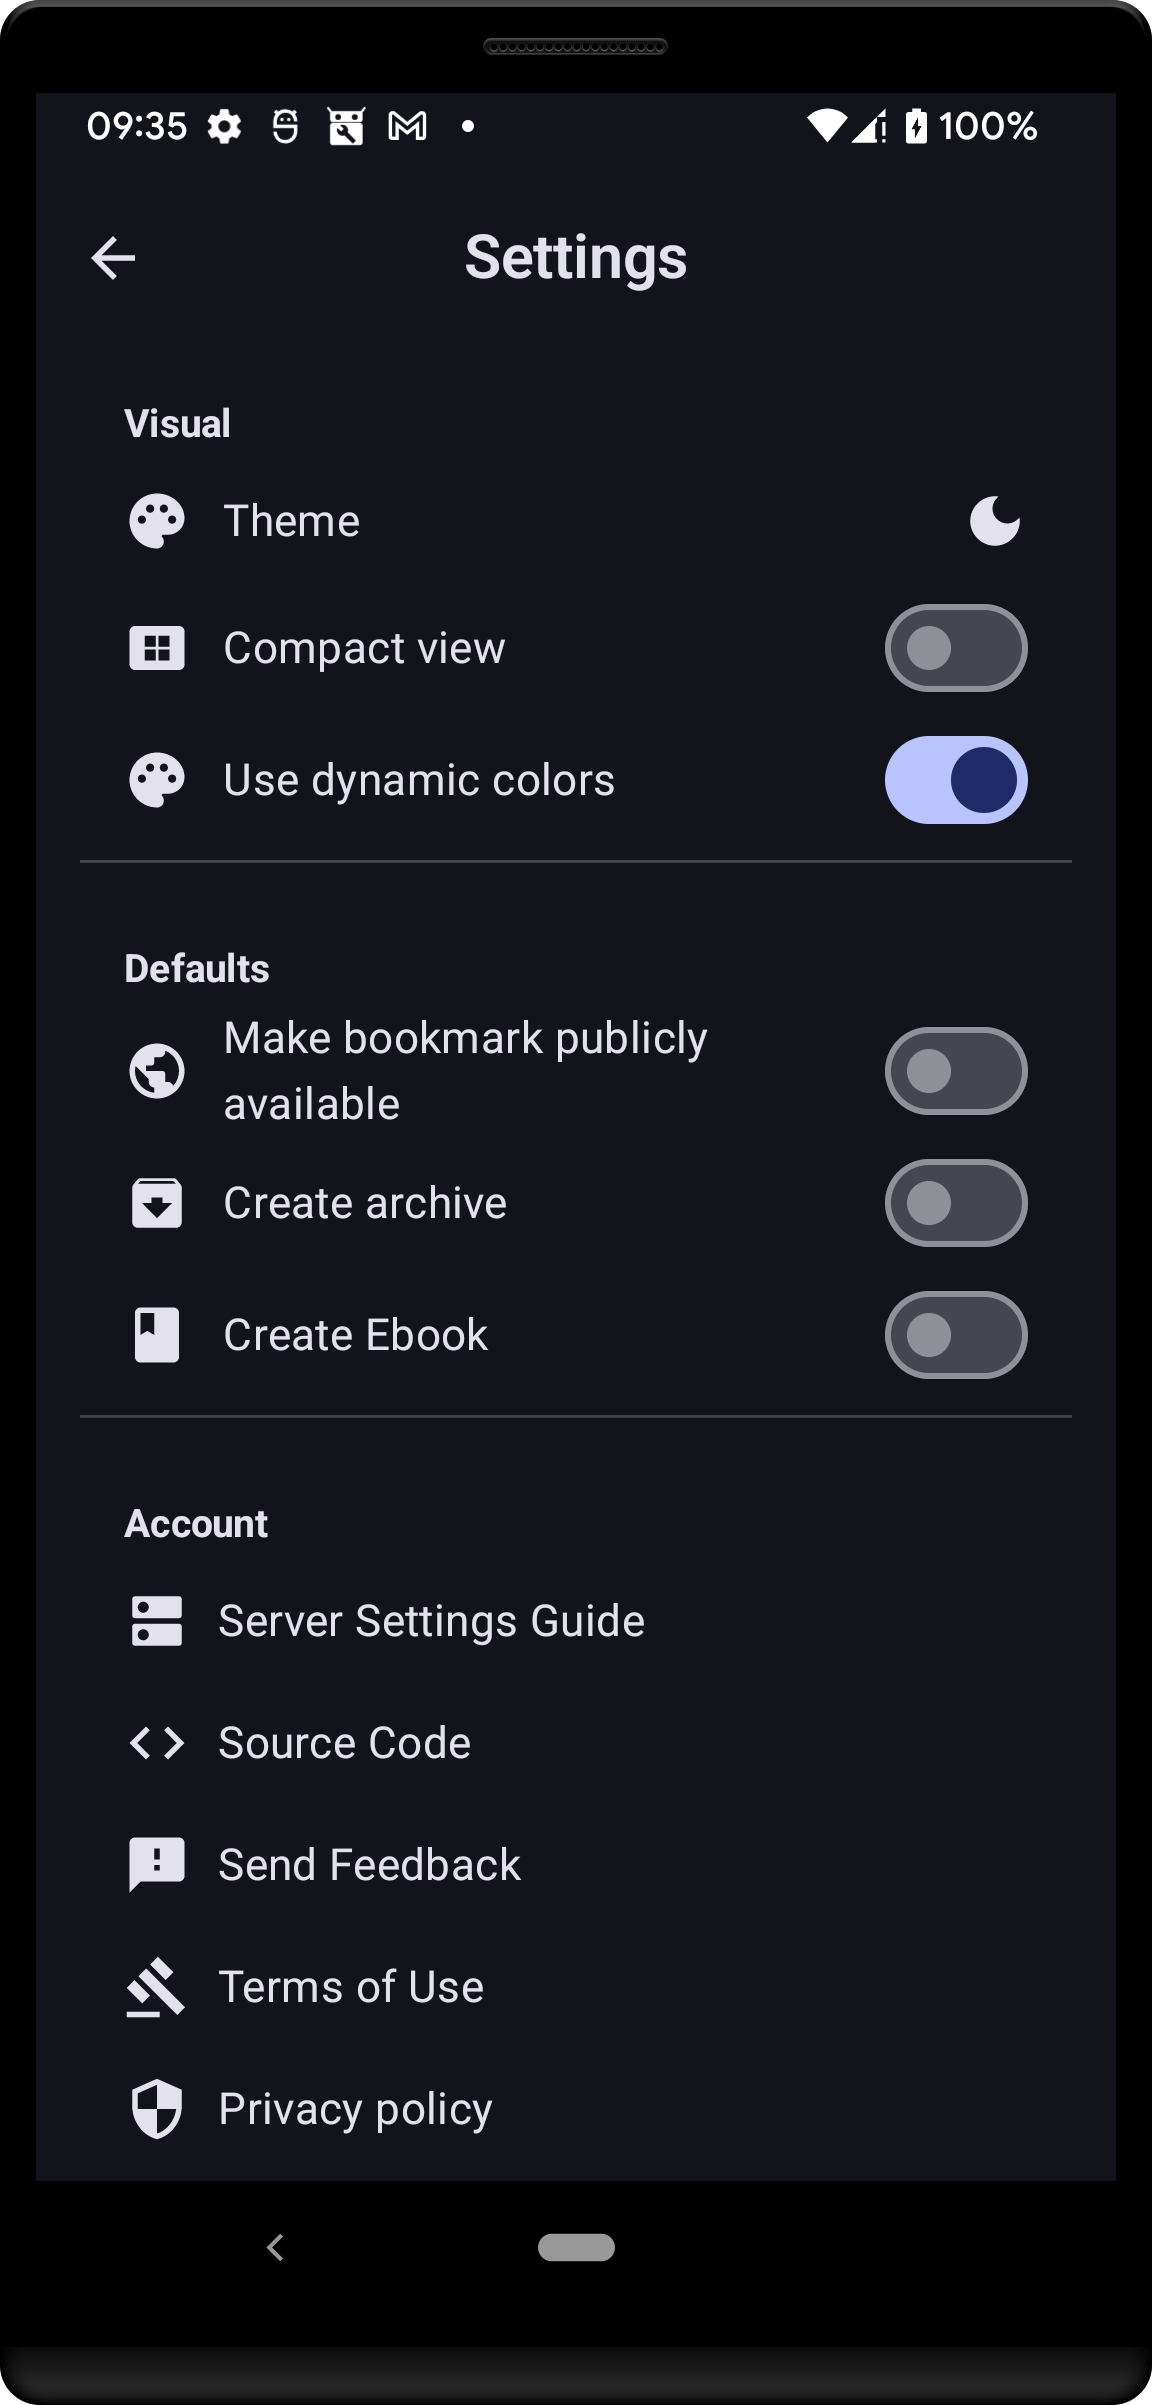 09:35 100%
Settings
Visual
Theme
Compact view
Use dynamic colors
Defaults
Make bookmark publicly
available
Create archive
Create Ebook
Account
Server Settings Guide
Source Code
Send Feedback
Terms of Use
Privacy policy